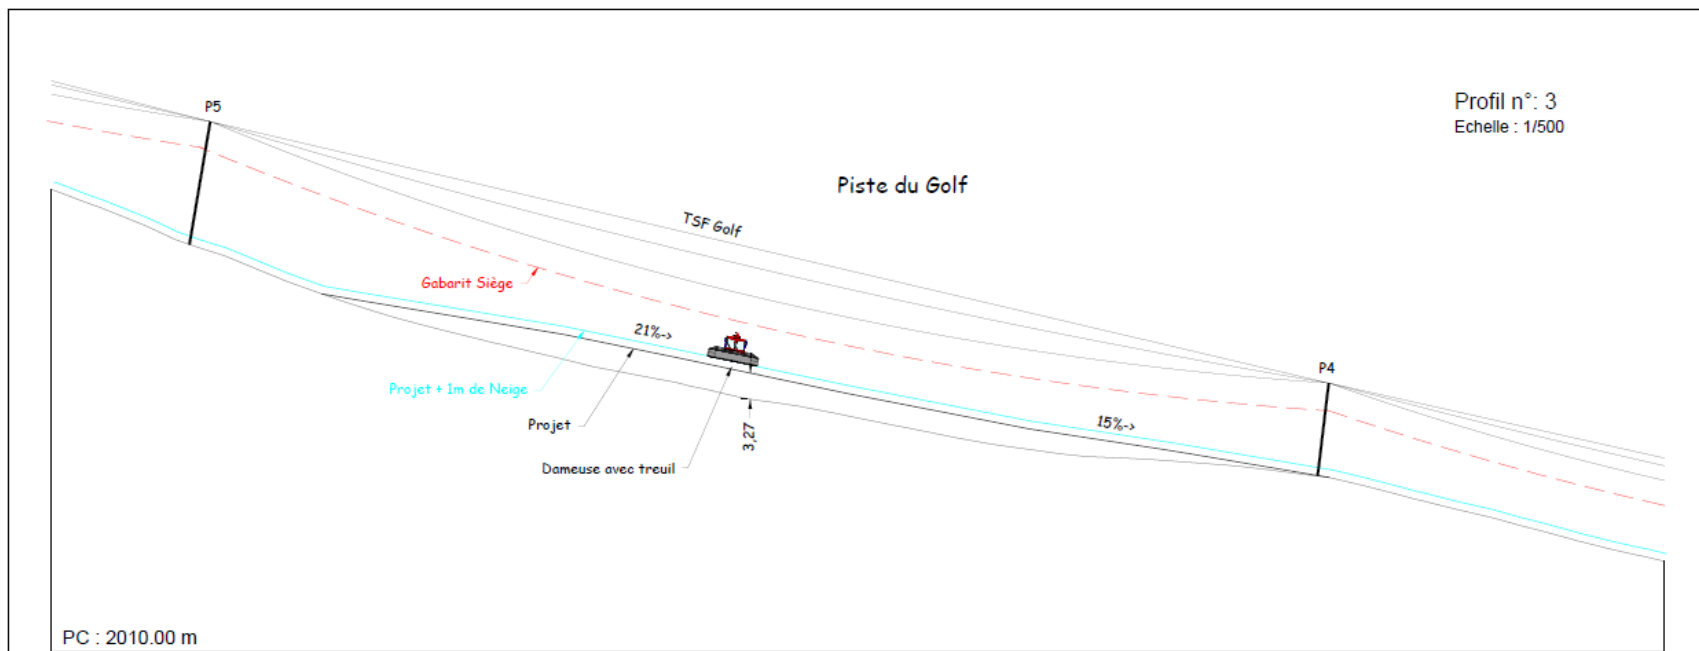 P5
Profil n°: 3
Echelle : 1/500
Piste du Golf
TSF Golf
Gabarit Siège
21%->
P4
Projet + 1m de Neige
Projet
3,27
15%->
Dameuse avec treuil
PC : 2010.00 m